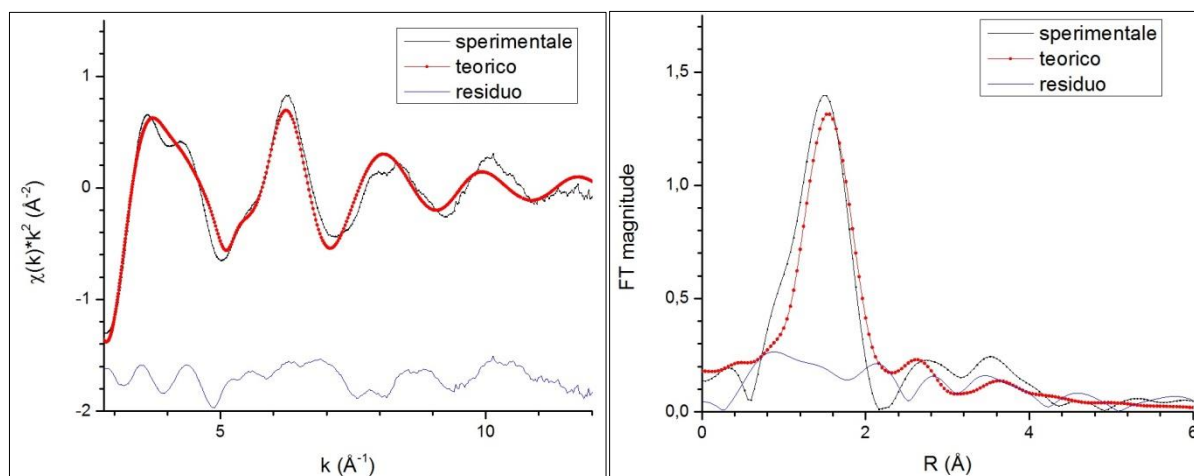 sperimentale
teorico
residuo
1
0
-1
-2
5
10
χ(k)*k² (Å⁻²)
k (Å⁻¹)
sperimentale
teorico
residuo
1,5
1,0
0,5
0,0
0
2
4
6
FT magnitude
R (Å)